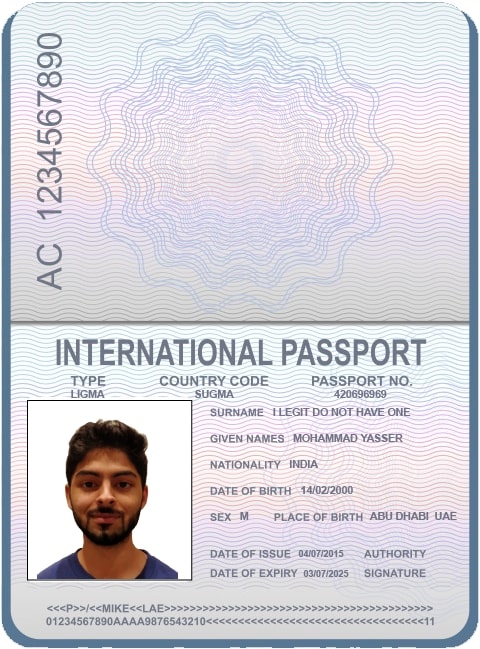 AC 1234567890
INTERNATIONAL PASSPORT
TYPE COUNTRY CODE PASSPORT NO.
LIGMA SUGMA 420696969
SURNAME I LEGIT DO NOT HAVE ONE
GIVEN NAMES MOHAMMAD YASSER
NATIONALITY INDIA
DATE OF BIRTH 14/02/2000
SEX M PLACE OF BIRTH ABU DHABI UAE
DATE OF ISSUE 04/07/2015 AUTHORITY
DATE OF EXPIRY 03/07/2025 SIGNATURE
<<<P>>/<<MIKE<<LAE>>>>>>>>>>>>>>>>>>>>>>>>>>>>>>>>>>>>>>>>>
01234567890AAAA9876543210<<<<<<<<<<<<<<<<<<<<<<<<<<<<<<<<<<11